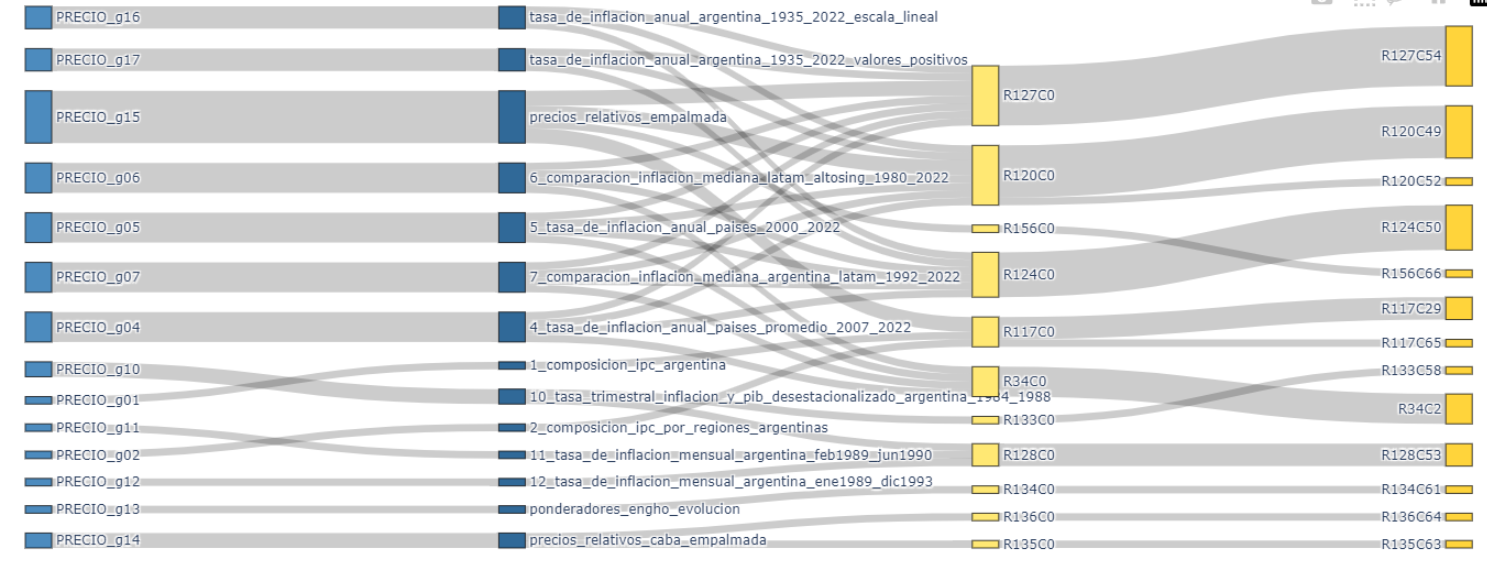 PRECIO_g16
tasa_de_inflacion_anual_argentina_1935_2022_escala_lineal
R127C54
PRECIO_g17
tasa_de_inflacion_anual_argentina_1935_2022_valores_positivos
R127C0
PRECIO_g15
precios_relativos_empalmada
R120C49
PRECIO_g06
6_comparacion_inflacion_mediana_latam_altosing_1980_2022
R120C0
R120C52
PRECIO_g05
5_tasa_de_inflacion_anual_paises_2000_2022
R156C0
R124C50
PRECIO_g07
7_comparacion_inflacion_mediana_argentina_latam_1992_2022
R124C0
R156C66
R117C29
PRECIO_g04
4_tasa_de_inflacion_anual_paises_promedio_2007_2022
R117C0
R117C65
PRECIO_g10
1_composicion_ipc_argentina
R133C58
R34C0
PRECIO_g01
10_tasa_trimestral_inflacion_y_pib_desestacionalizado_argentina_1984_1988
R34C2
R133C0
PRECIO_g11
2_composicion_ipc_por_regiones_argentinas
PRECIO_g02
11_tasa_de_inflacion_mensual_argentina_feb1989_jun1990
R128C0
R128C53
PRECIO_g12
12_tasa_de_inflacion_mensual_argentina_ene1989_dic1993
R134C0
R134C61
PRECIO_g13
ponderadores_engho_evolucion
R136C0
R136C64
PRECIO_g14
precios_relativos_caba_empalmada
R135C0
R135C63